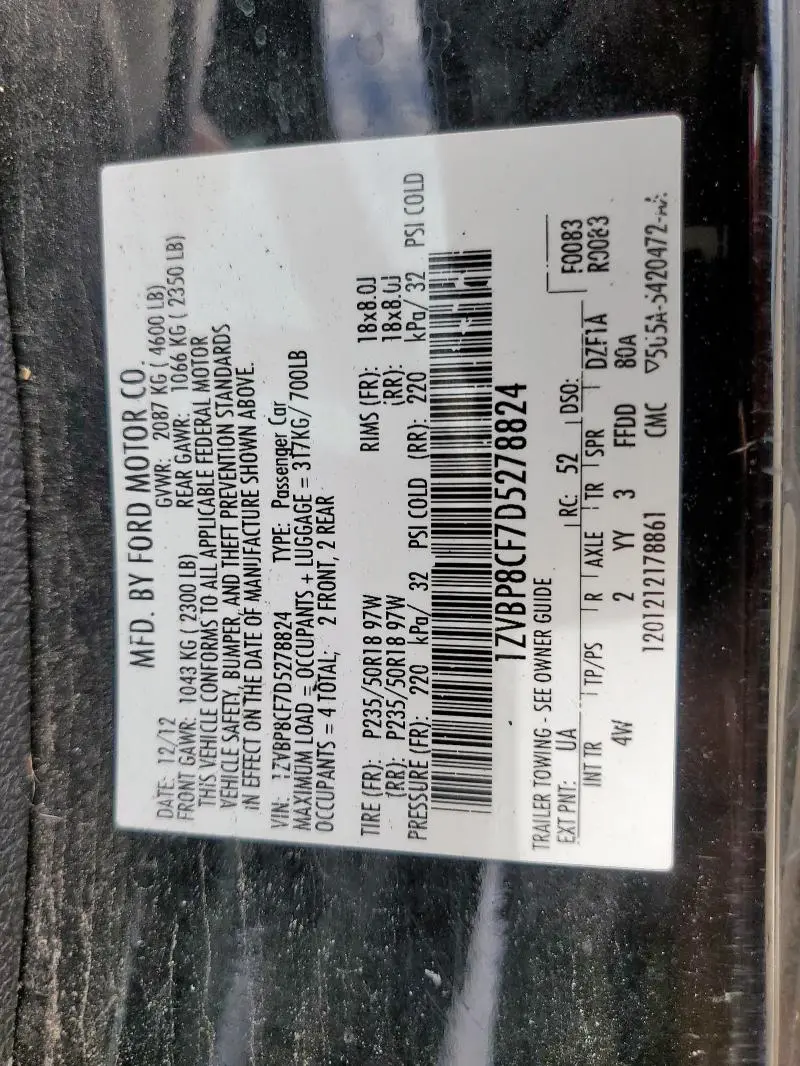 MFD. BY FORD MOTOR CO.
DATE: 12/12 GVWR: 2087 KG ( 4600 LB)
FRONT GAWR: 1043 KG ( 2300 LB) REAR GAWR: 1066 KG ( 2350 LB)
THIS VEHICLE CONFORMS TO ALL APPLICABLE FEDERAL MOTOR
VEHICLE SAFETY, BUMPER, AND THEFT PREVENTION STANDARDS
IN EFFECT ON THE DATE OF MANUFACTURE SHOWN ABOVE.
VIN: 1ZVBP8CF7D5278824 TYPE: Passenger Car
MAXIMUM LOAD = OCCUPANTS + LUGGAGE = 317KG/ 700LB
OCCUPANTS = 4 TOTAL, 2 FRONT, 2 REAR
TIRE (FR): P235/50R18 97W RIMS (FR): 18x8.0J
(RR): P235/50R18 97W (RR): 18x8.0J
PRESSURE (FR): 220 kPa/ 32 PSI COLD (RR): 220 kPa/ 32 PSI COLD
1ZVBP8CF7D5278824
TRAILER TOWING - SEE OWNER GUIDE
EXT PNT: UA RC: 52 DSO: F0083
INT TR TP/PS R AXLE TR SPR DZF1A R0083
4W 2 YY 3 FFDD 80A
1201212178861 CMC